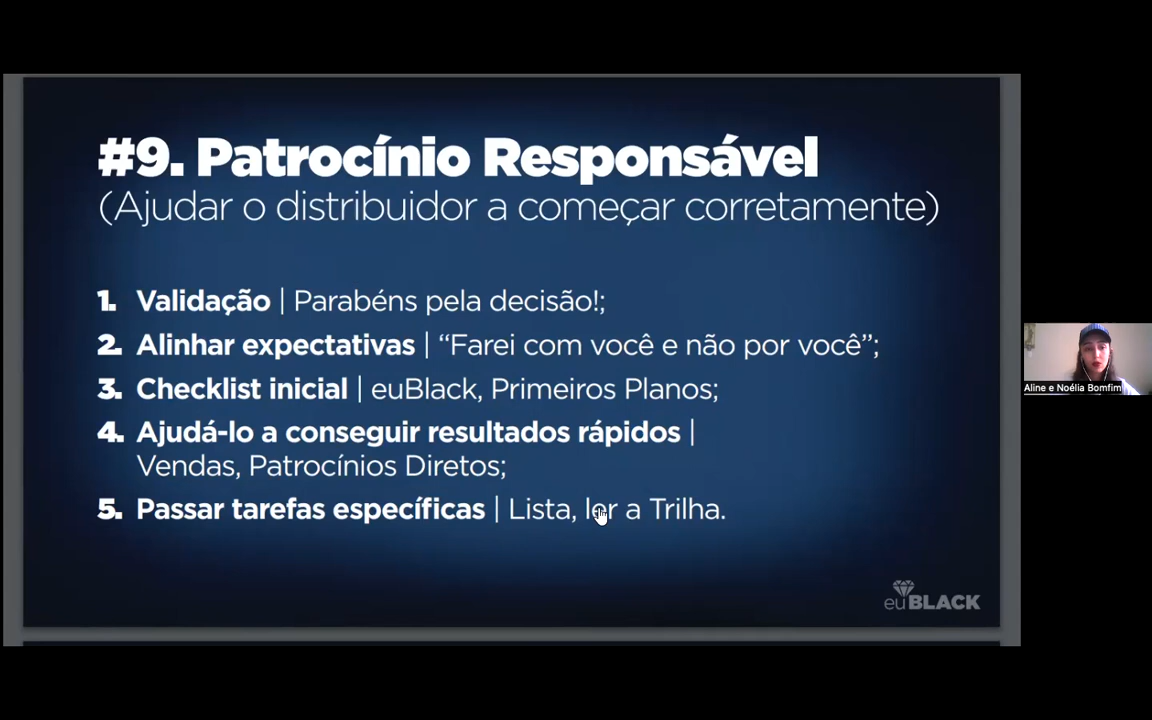 #9. Patrocínio Responsável
(Ajudar o distribuidor a começar corretamente)
1. Validação | Parabéns pela decisão!;
2. Alinhar expectativas | “Farei com você e não por você”;
3. Checklist inicial | euBlack, Primeiros Planos;
4. Ajudá-lo a conseguir resultados rápidos |
Vendas, Patrocínios Diretos;
5. Passar tarefas específicas | Lista, ler a Trilha.
euBLACK
Aline e Noélia Bomfim